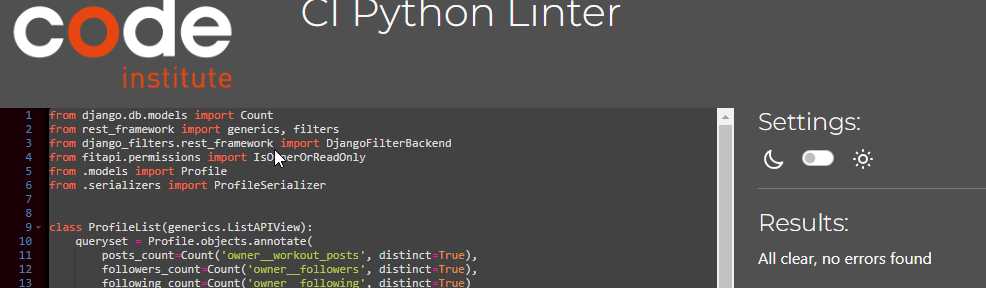 code
institute
CI Python Linter
1 from django.db.models import Count
2 from rest_framework import generics, filters
3 from django_filters.rest_framework import DjangoFilterBackend
4 from fitapi.permissions import IsOwnerOrReadOnly
5 from .models import Profile
6 from .serializers import ProfileSerializer
7
8
9 class ProfileList(generics.ListAPIView):
10     queryset = Profile.objects.annotate(
11         posts_count=Count('owner__workout_posts', distinct=True),
12         followers_count=Count('owner__followers', distinct=True),
13         following_count=Count('owner__following', distinct=True)
Settings:
Results:
All clear, no errors found